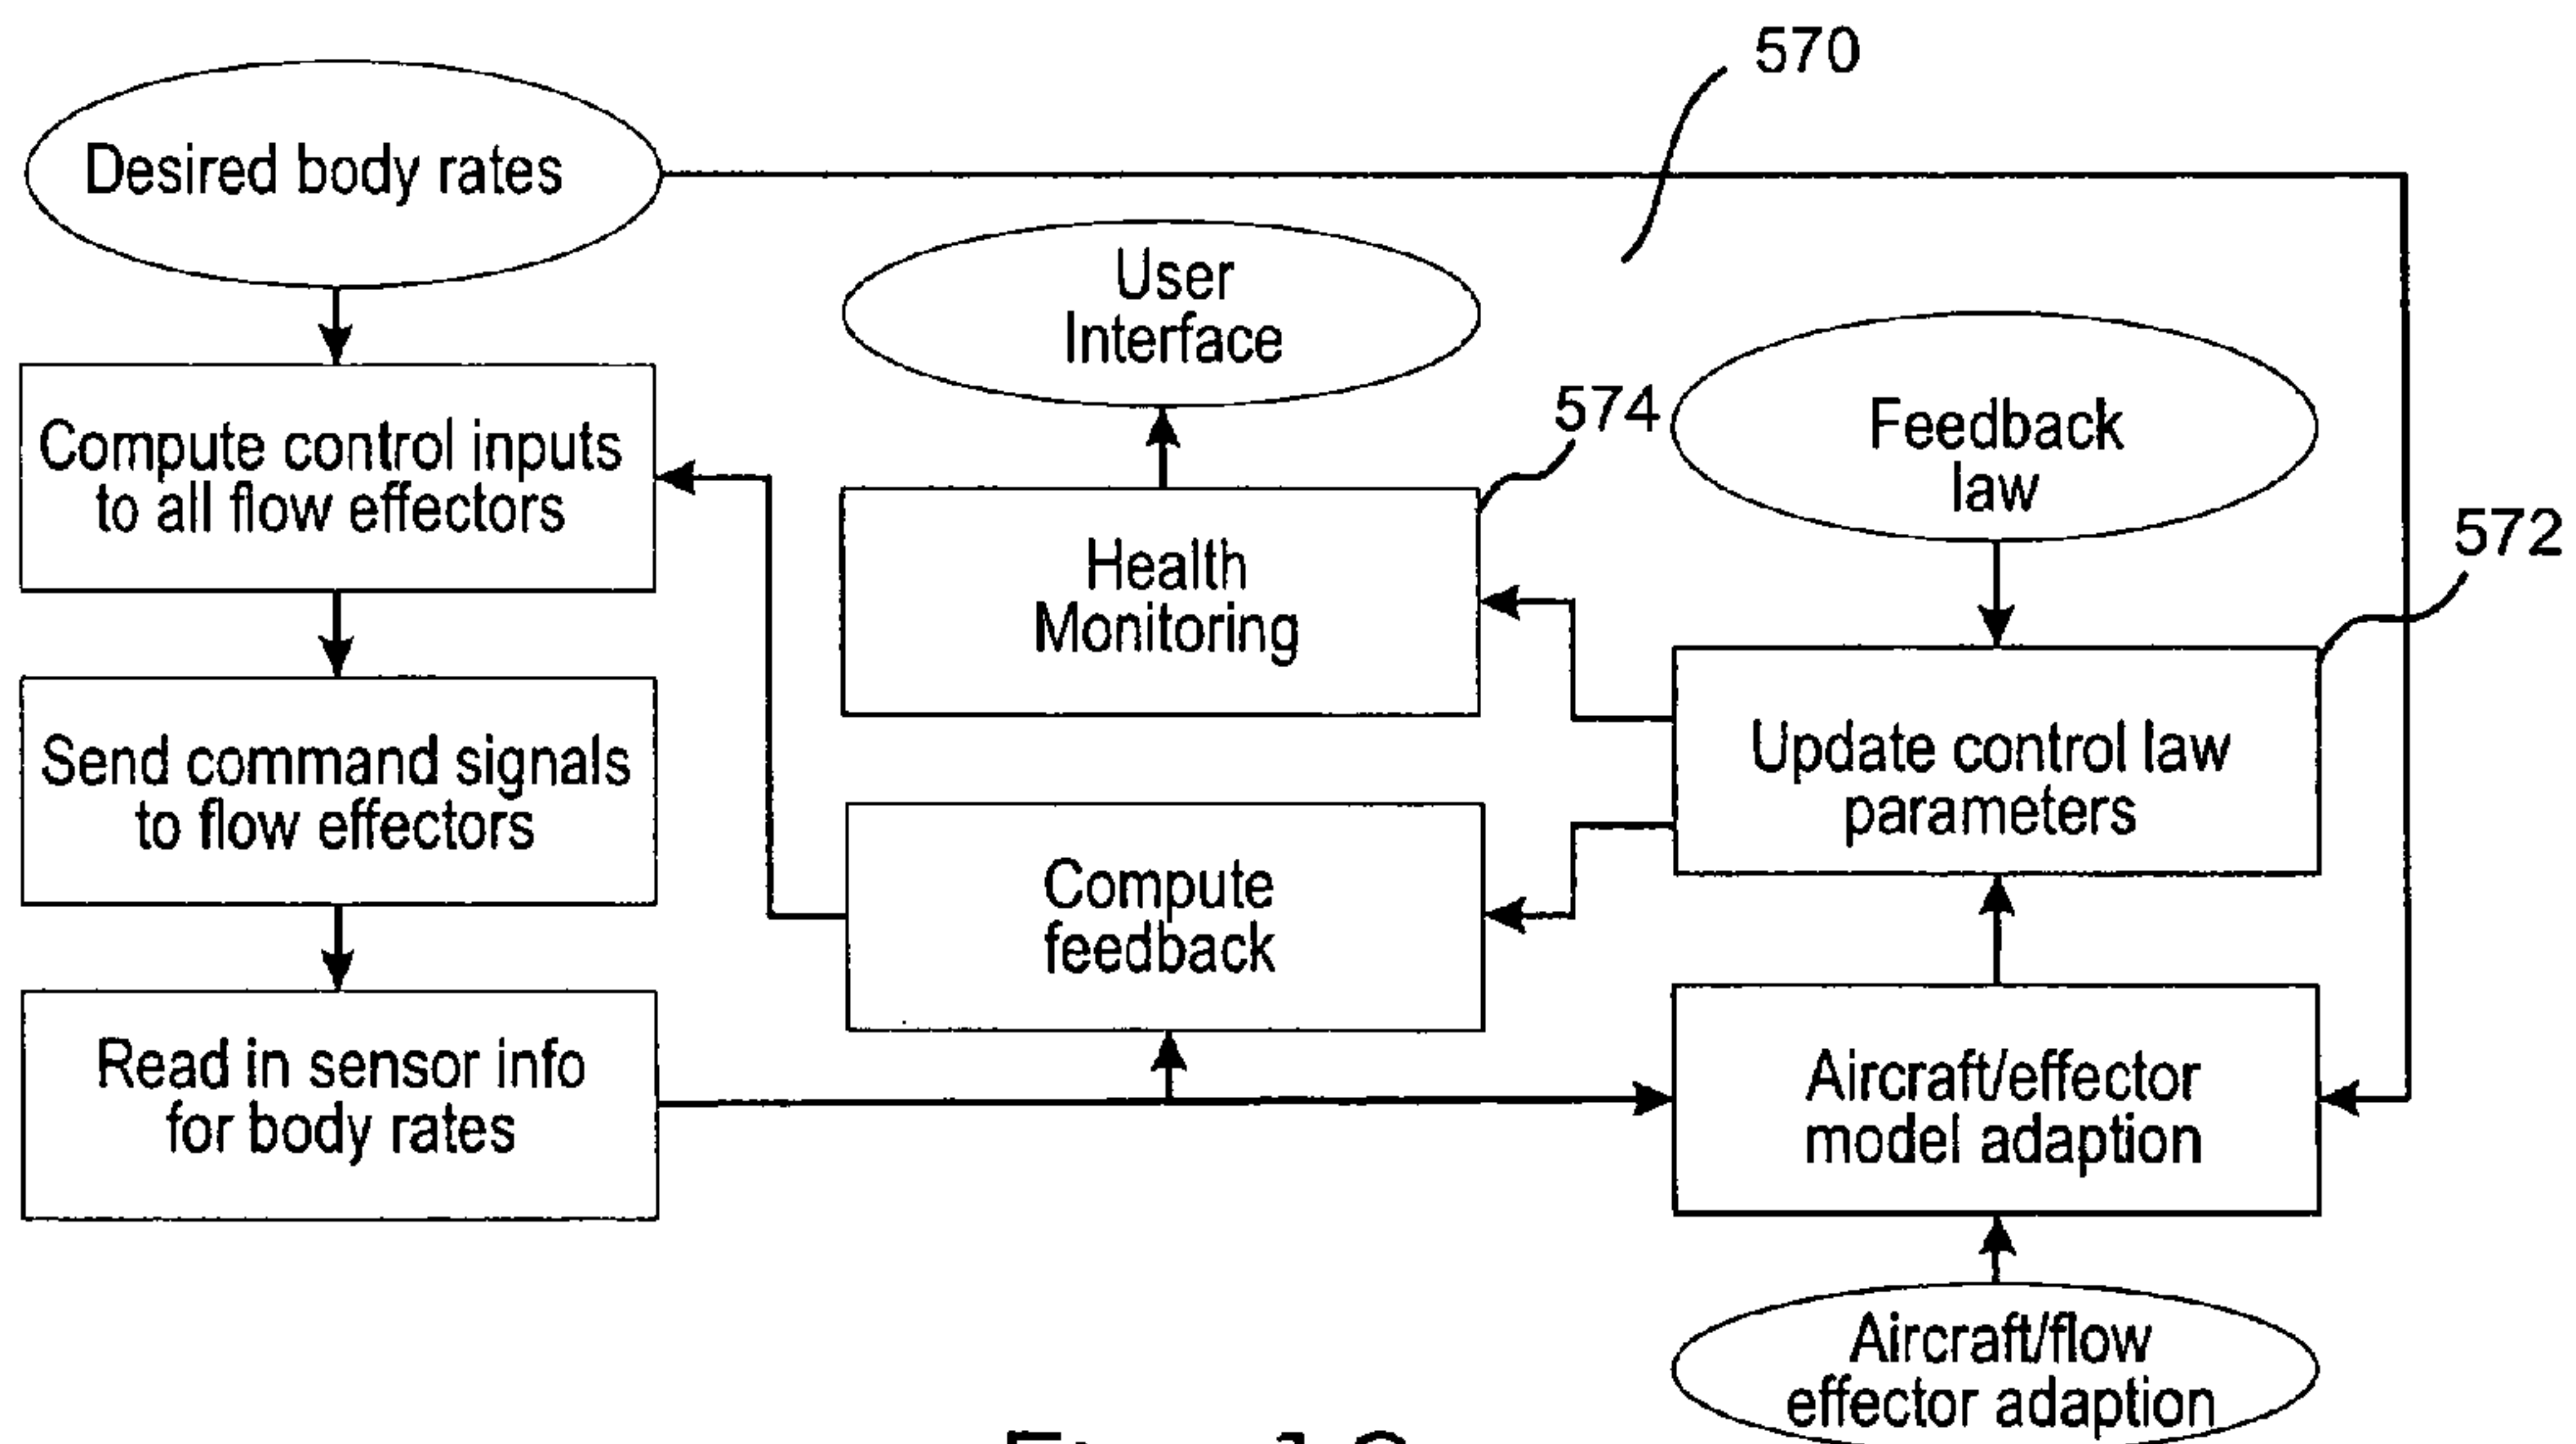 570
Desired body rates
User
Interface
574
Feedback
law
572
Compute control inputs
to all flow effectors
Health
Monitoring
Send command signals
to flow effectors
Update control law
parameters
Compute
feedback
Read in sensor info
for body rates
Aircraft/effector
model adaption
Aircraft/flow
effector adaption